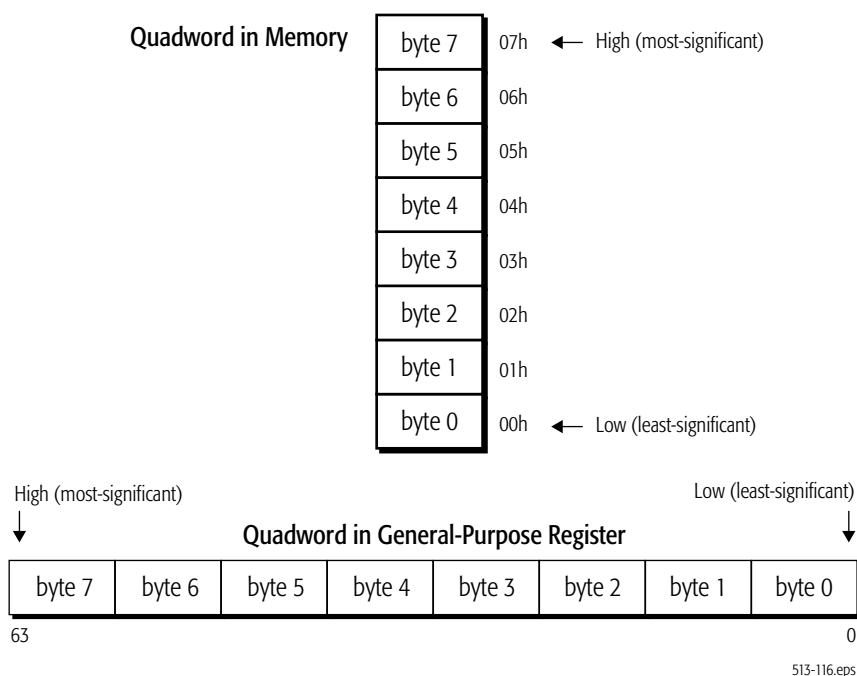 Quadword in Memory
byte 7 07h High (most-significant)
byte 6 06h
byte 5 05h
byte 4 04h
byte 3 03h
byte 2 02h
byte 1 01h
byte 0 00h Low (least-significant)
High (most-significant) Low (least-significant)
Quadword in General-Purpose Register
byte 7 byte 6 byte 5 byte 4 byte 3 byte 2 byte 1 byte 0
63 0
513-116.eps